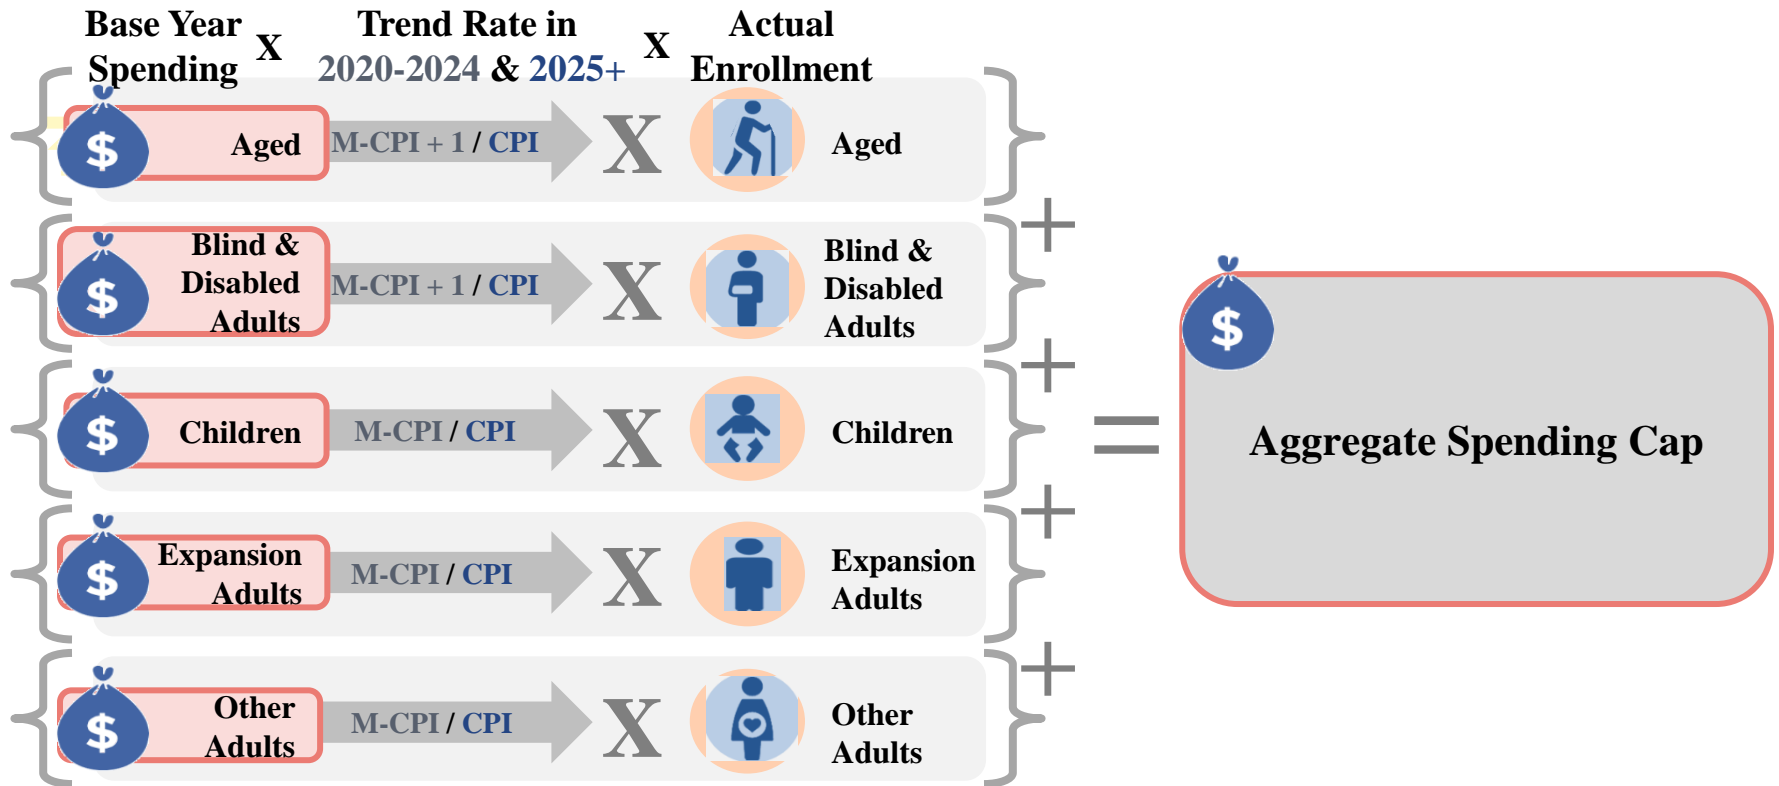 Base Year
Spending
X
Trend Rate in
2020-2024 & 2025+
X
Actual
Enrollment
$
Aged
M-CPI + 1 / CPI
X
Aged
+
$
Blind &
Disabled
Adults
M-CPI + 1 / CPI
X
Blind &
Disabled
Adults
+
$
Children
M-CPI / CPI
X
Children
+
$
Expansion
Adults
M-CPI / CPI
X
Expansion
Adults
+
$
Other
Adults
M-CPI / CPI
X
Other
Adults
=
$
Aggregate Spending Cap